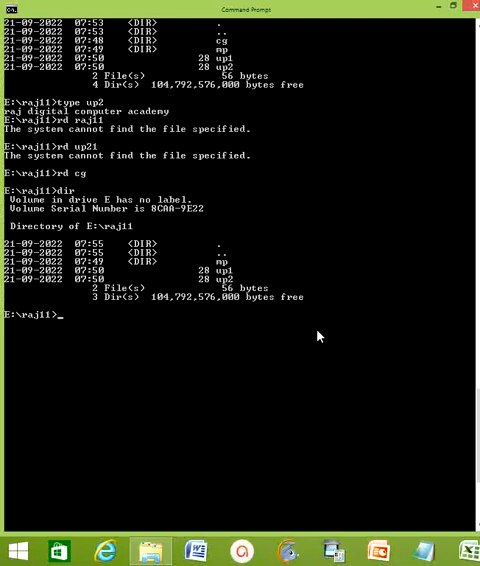 Command Prompt
21-09-2022  07:53    <DIR>          .
21-09-2022  07:53    <DIR>          ..
21-09-2022  07:48    <DIR>          cg
21-09-2022  07:49    <DIR>          mp
21-09-2022  07:50                28 up1
21-09-2022  07:50                28 up2
2 File(s)             56 bytes
4 Dir(s)  104,792,576,000 bytes free
E:\raj11>type up2
raj digital computer academy
E:\raj11>rd raj11
The system cannot find the file specified.
E:\raj11>rd up21
The system cannot find the file specified.
E:\raj11>rd cg
E:\raj11>dir
Volume in drive E has no label.
Volume Serial Number is 8CAA-9E22
Directory of E:\raj11
21-09-2022  07:55    <DIR>          .
21-09-2022  07:55    <DIR>          ..
21-09-2022  07:49    <DIR>          mp
21-09-2022  07:50                28 up1
21-09-2022  07:50                28 up2
2 File(s)             56 bytes
3 Dir(s)  104,792,576,000 bytes free
E:\raj11>_